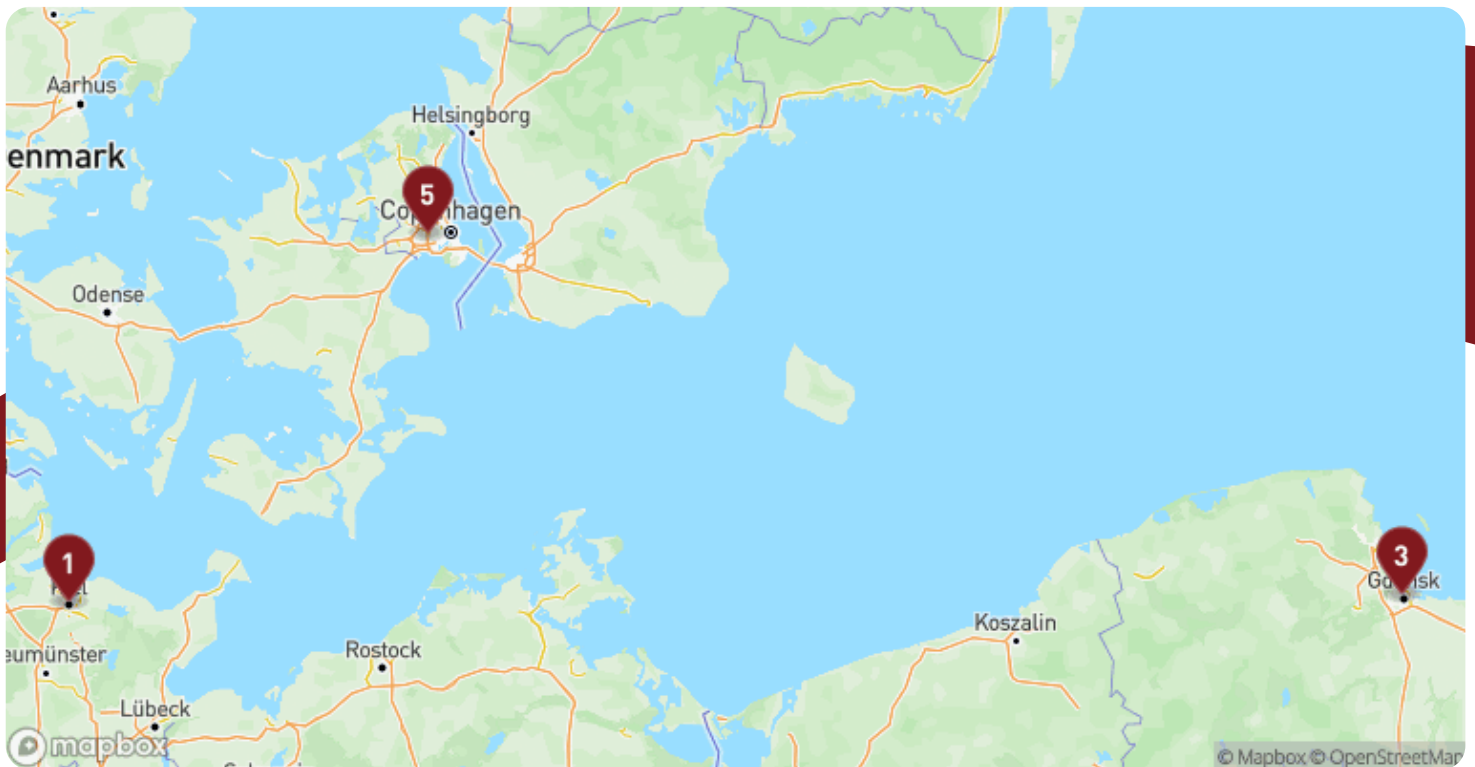 Aarhus
Helsingborg
enmark
5
Copenhagen
Odense
1
3
Gdańsk
Koszalin
Rostock
eumünster
Lübeck
mapbox
© Mapbox © OpenStreetMap